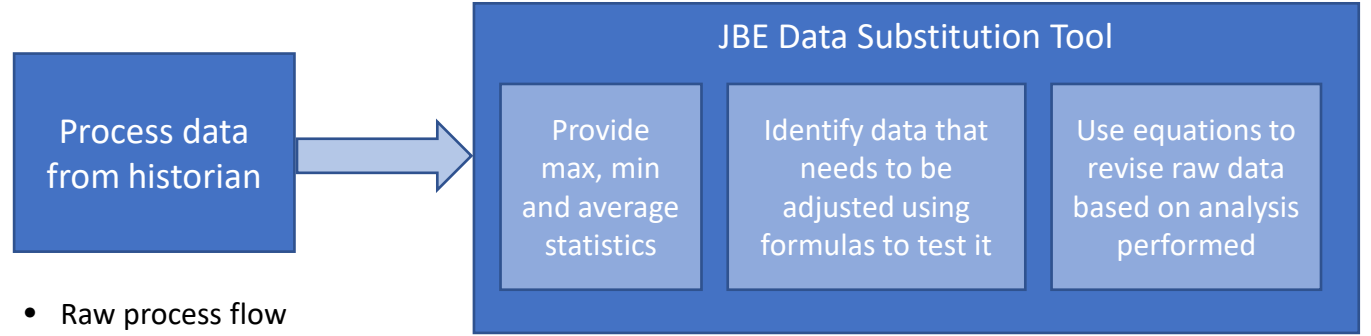 JBE Data Substitution Tool
Process data
from historian
Provide
max, min
and average
statistics
Identify data that
needs to be
adjusted using
formulas to test it
Use equations to
revise raw data
based on analysis
performed
• Raw process flow